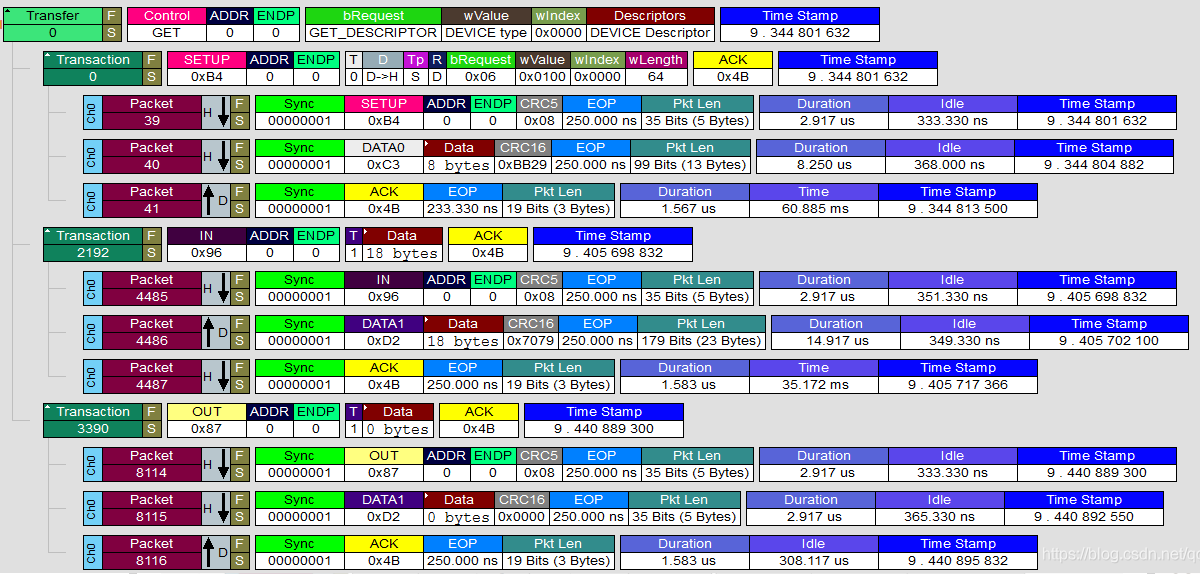 Transfer F Control ADDR ENDP bRequest wValue wIndex Descriptors Time Stamp
0 S GET 0 0 GET_DESCRIPTOR DEVICE type 0x0000 DEVICE Descriptor 9 . 344 801 632
Transaction F SETUP ADDR ENDP T D Tp R bRequest wValue wIndex wLength ACK Time Stamp
0 S 0xB4 0 0 0 D->H S D 0x06 0x0100 0x0000 64 0x4B 9 . 344 801 632
Ch0 Packet H F Sync SETUP ADDR ENDP CRC5 EOP Pkt Len Duration Idle Time Stamp
39 S 00000001 0xB4 0 0 0x08 250.000 ns 35 Bits (5 Bytes) 2.917 us 333.330 ns 9 . 344 801 632
Ch0 Packet H F Sync DATA0 Data CRC16 EOP Pkt Len Duration Idle Time Stamp
40 S 00000001 0xC3 8 bytes 0xBB29 250.000 ns 99 Bits (13 Bytes) 8.250 us 368.000 ns 9 . 344 804 882
Ch0 Packet D F Sync ACK EOP Pkt Len Duration Time Time Stamp
41 S 00000001 0x4B 233.330 ns 19 Bits (3 Bytes) 1.567 us 60.885 ms 9 . 344 813 500
Transaction F IN ADDR ENDP T Data ACK Time Stamp
2192 S 0x96 0 0 1 18 bytes 0x4B 9 . 405 698 832
Ch0 Packet H F Sync IN ADDR ENDP CRC5 EOP Pkt Len Duration Idle Time Stamp
4485 S 00000001 0x96 0 0 0x08 250.000 ns 35 Bits (5 Bytes) 2.917 us 351.330 ns 9 . 405 698 832
Ch0 Packet D F Sync DATA1 Data CRC16 EOP Pkt Len Duration Idle Time Stamp
4486 S 00000001 0xD2 18 bytes 0x7079 250.000 ns 179 Bits (23 Bytes) 14.917 us 349.330 ns 9 . 405 702 100
Ch0 Packet H F Sync ACK EOP Pkt Len Duration Time Time Stamp
4487 S 00000001 0x4B 250.000 ns 19 Bits (3 Bytes) 1.583 us 35.172 ms 9 . 405 717 366
Transaction F OUT ADDR ENDP T Data ACK Time Stamp
3390 S 0x87 0 0 1 0 bytes 0x4B 9 . 440 889 300
Ch0 Packet H F Sync OUT ADDR ENDP CRC5 EOP Pkt Len Duration Idle Time Stamp
8114 S 00000001 0x87 0 0 0x08 250.000 ns 35 Bits (5 Bytes) 2.917 us 333.330 ns 9 . 440 889 300
Ch0 Packet H F Sync DATA1 Data CRC16 EOP Pkt Len Duration Idle Time Stamp
8115 S 00000001 0xD2 0 bytes 0x0000 250.000 ns 35 Bits (5 Bytes) 2.917 us 365.330 ns 9 . 440 892 550
Ch0 Packet D F Sync ACK EOP Pkt Len Duration Idle Time Stamp
8116 S 00000001 0x4B 250.000 ns 19 Bits (3 Bytes) 1.583 us 308.117 us 9 . 440 895 832
https://blog.csdn.net/qq